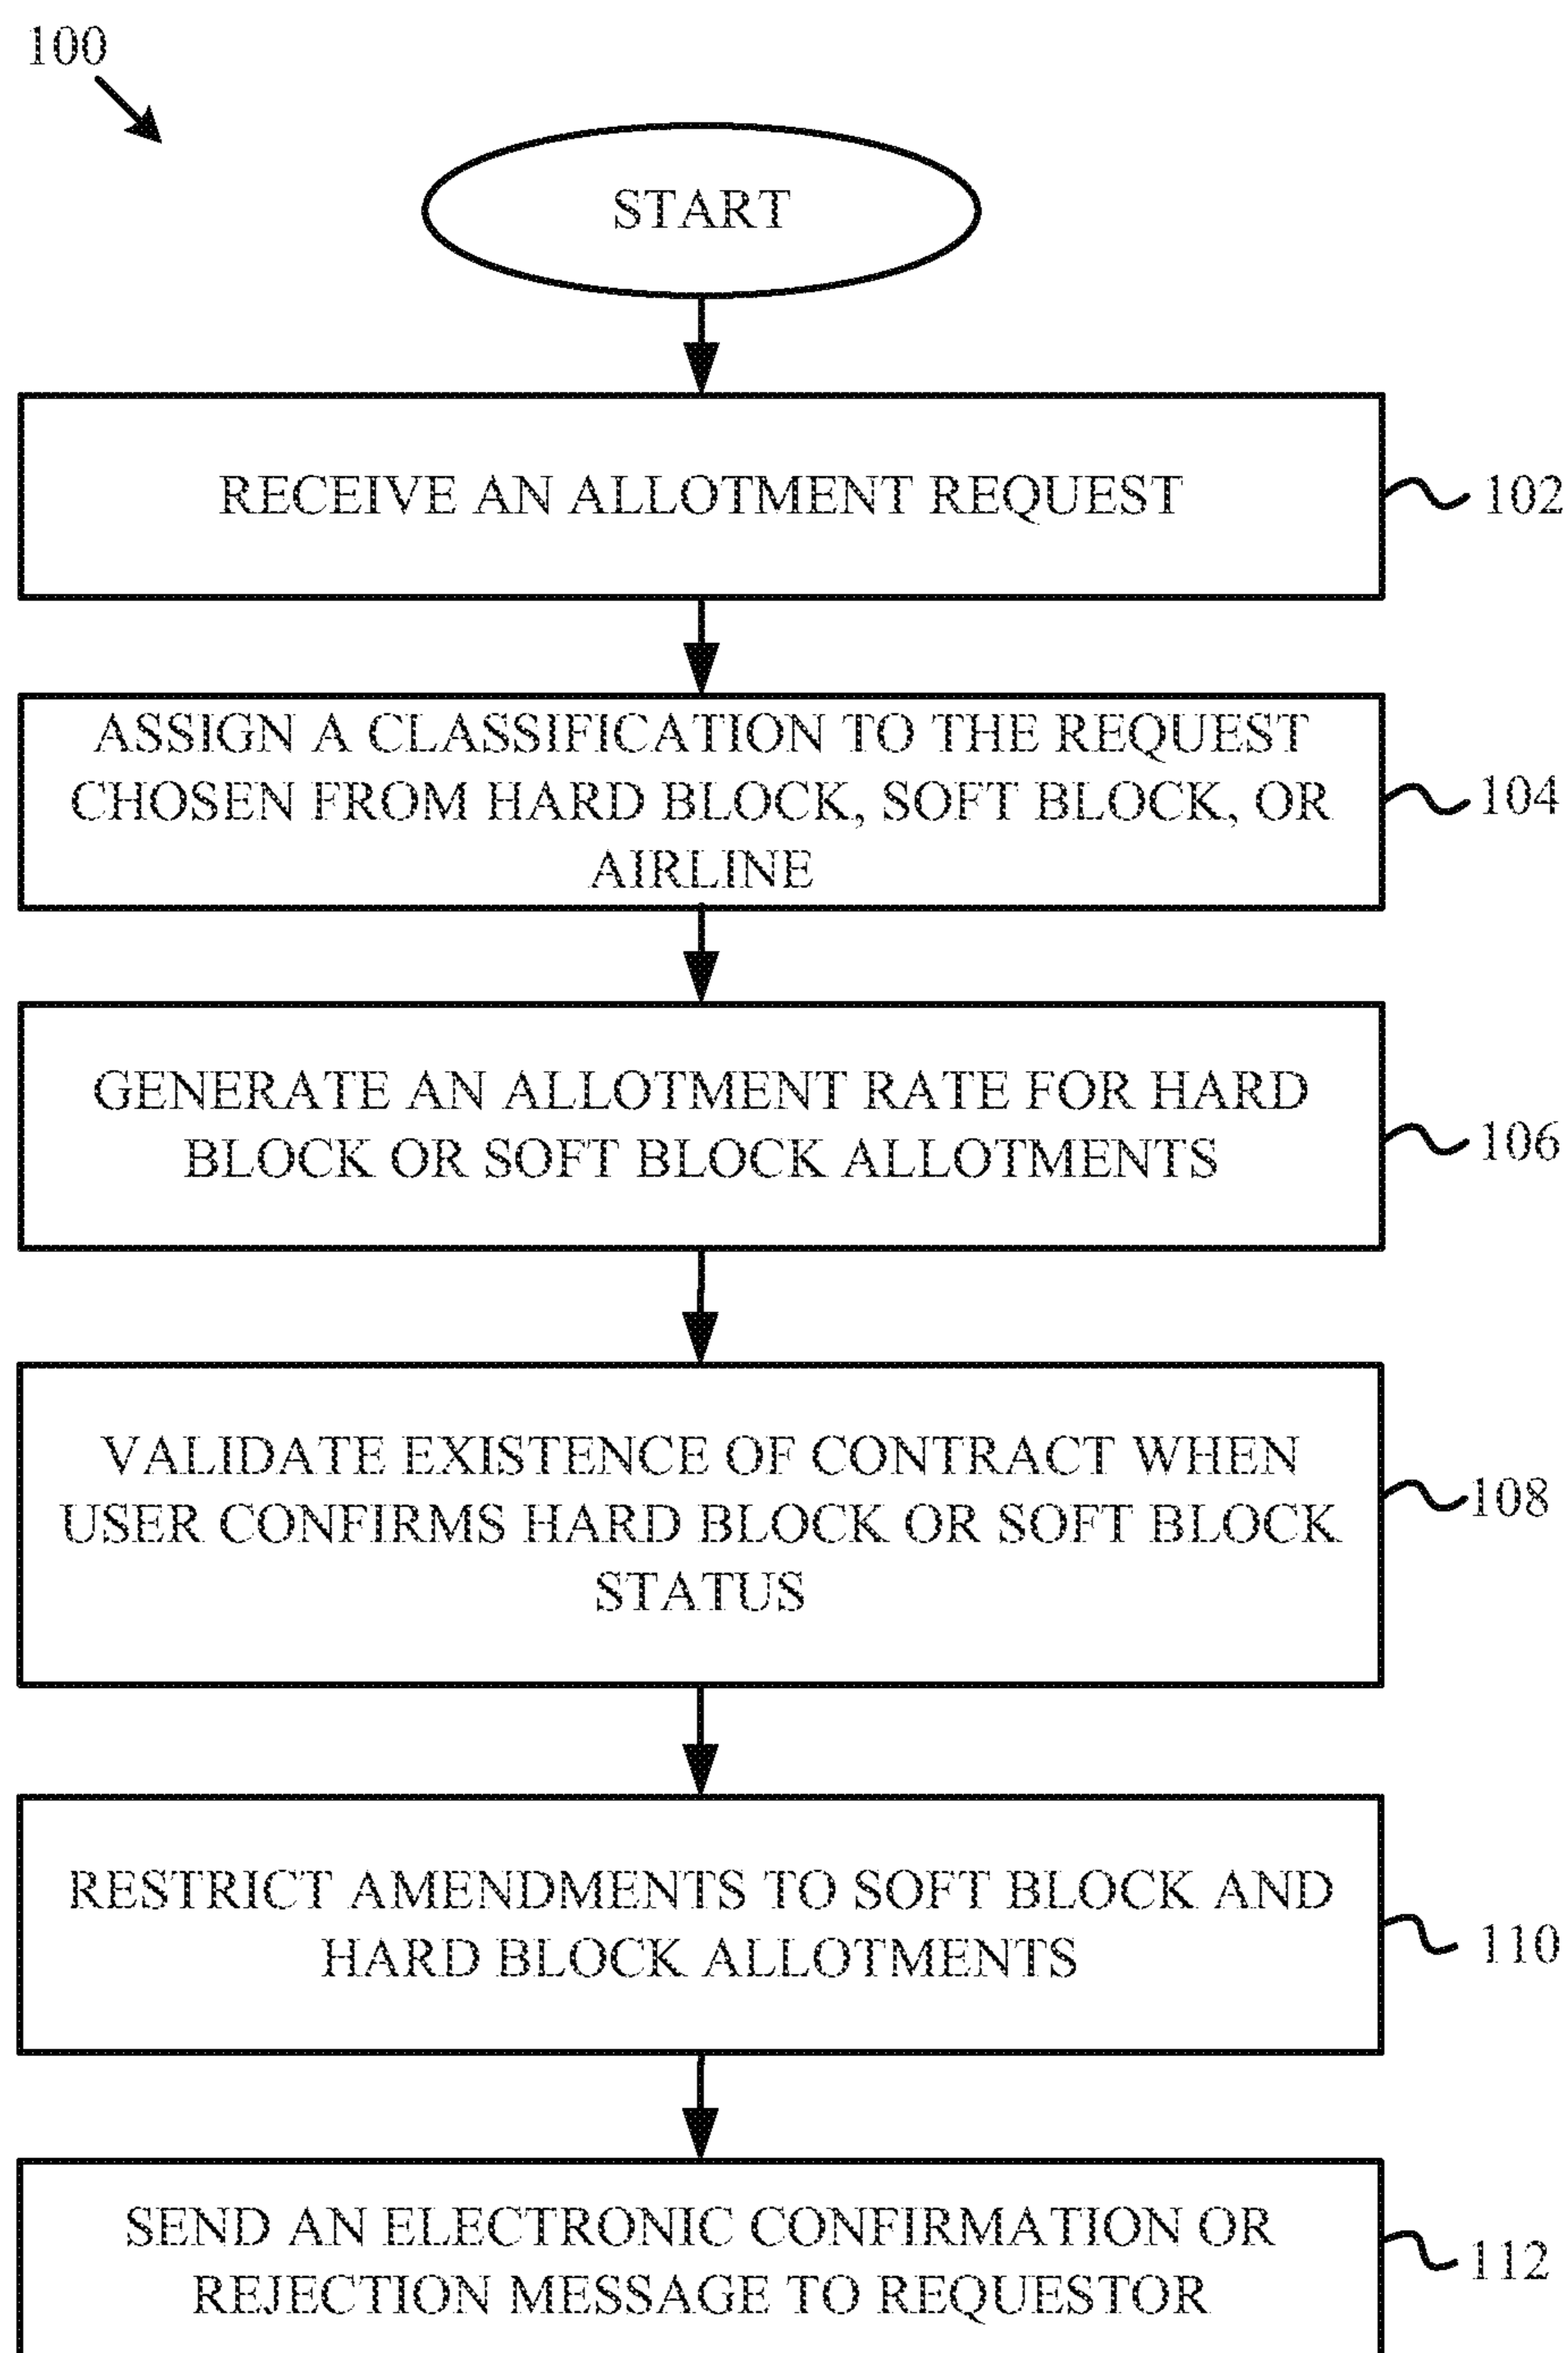 100
START
RECEIVE AN ALLOTMENT REQUEST
102
ASSIGN A CLASSIFICATION TO THE REQUEST
CHOSEN FROM HARD BLOCK, SOFT BLOCK, OR
AIRLINE
104
GENERATE AN ALLOTMENT RATE FOR HARD
BLOCK OR SOFT BLOCK ALLOTMENTS
106
VALIDATE EXISTENCE OF CONTRACT WHEN
USER CONFIRMS HARD BLOCK OR SOFT BLOCK
STATUS
108
RESTRICT AMENDMENTS TO SOFT BLOCK AND
HARD BLOCK ALLOTMENTS
110
SEND AN ELECTRONIC CONFIRMATION OR
REJECTION MESSAGE TO REQUESTOR
112